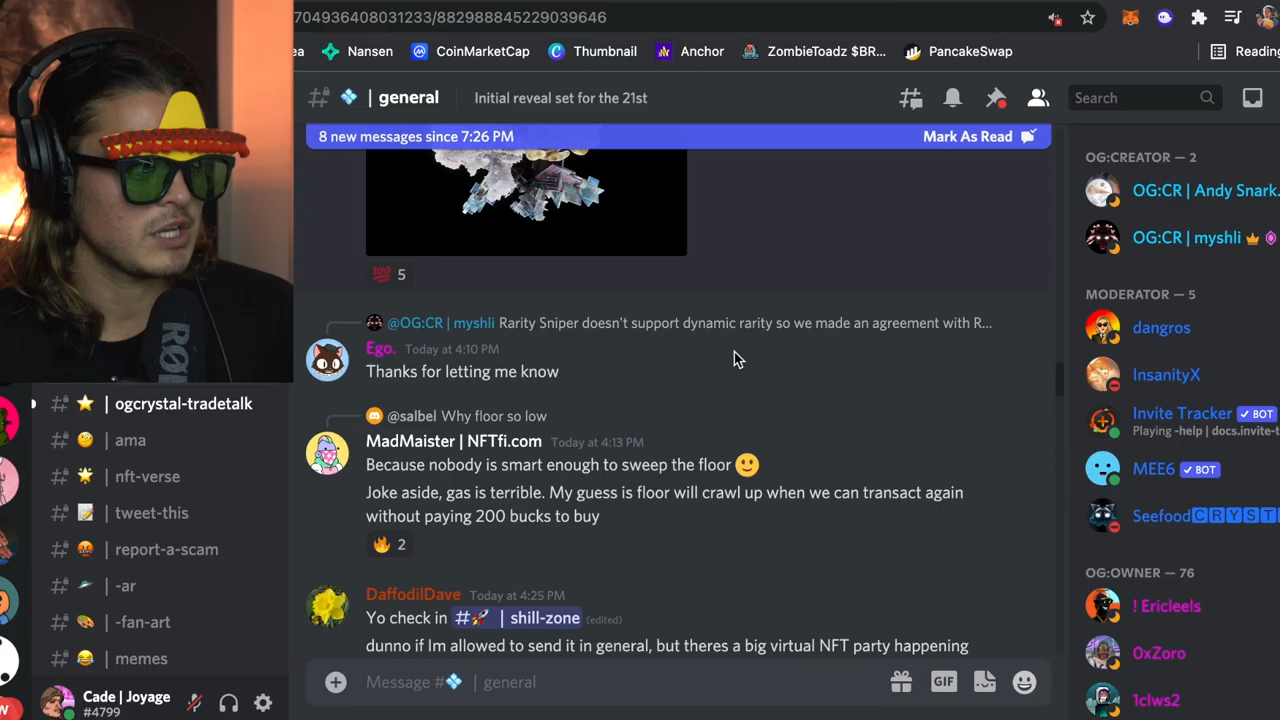 704936408031233/882988845229039646
ea
Nansen
CoinMarketCap
Thumbnail
Anchor
ZombieToadz $BR...
PancakeSwap
Reading
| general
Initial reveal set for the 21st
Search
8 new messages since 7:26 PM
Mark As Read
100 5
@OG:CR | myshli Rarity Sniper doesn't support dynamic rarity so we made an agreement with R...
Ego. Today at 4:10 PM
Thanks for letting me know
@salbel Why floor so low
MadMaister | NFTfi.com Today at 4:13 PM
Because nobody is smart enough to sweep the floor
Joke aside, gas is terrible. My guess is floor will crawl up when we can transact again
without paying 200 bucks to buy
2
DaffodilDave Today at 4:25 PM
Yo check in # | shill-zone (edited)
dunno if Im allowed to send it in general, but theres a big virtual NFT party happening
Message # | general
GIF
OG:CREATOR — 2
OG:CR | Andy Snark.
OG:CR | myshli
MODERATOR — 5
dangros
InsanityX
Invite Tracker ✓ BOT
Playing -help | docs.invite-t
MEE6 ✓ BOT
SeefoodCRYST
OG:OWNER — 76
! Ericleels
0xZoro
1clws2
RØD
| ogcrystal-tradetalk
| ama
| nft-verse
| tweet-this
| report-a-scam
| -ar
| -fan-art
| memes
W
Cade | Joyage
#4799